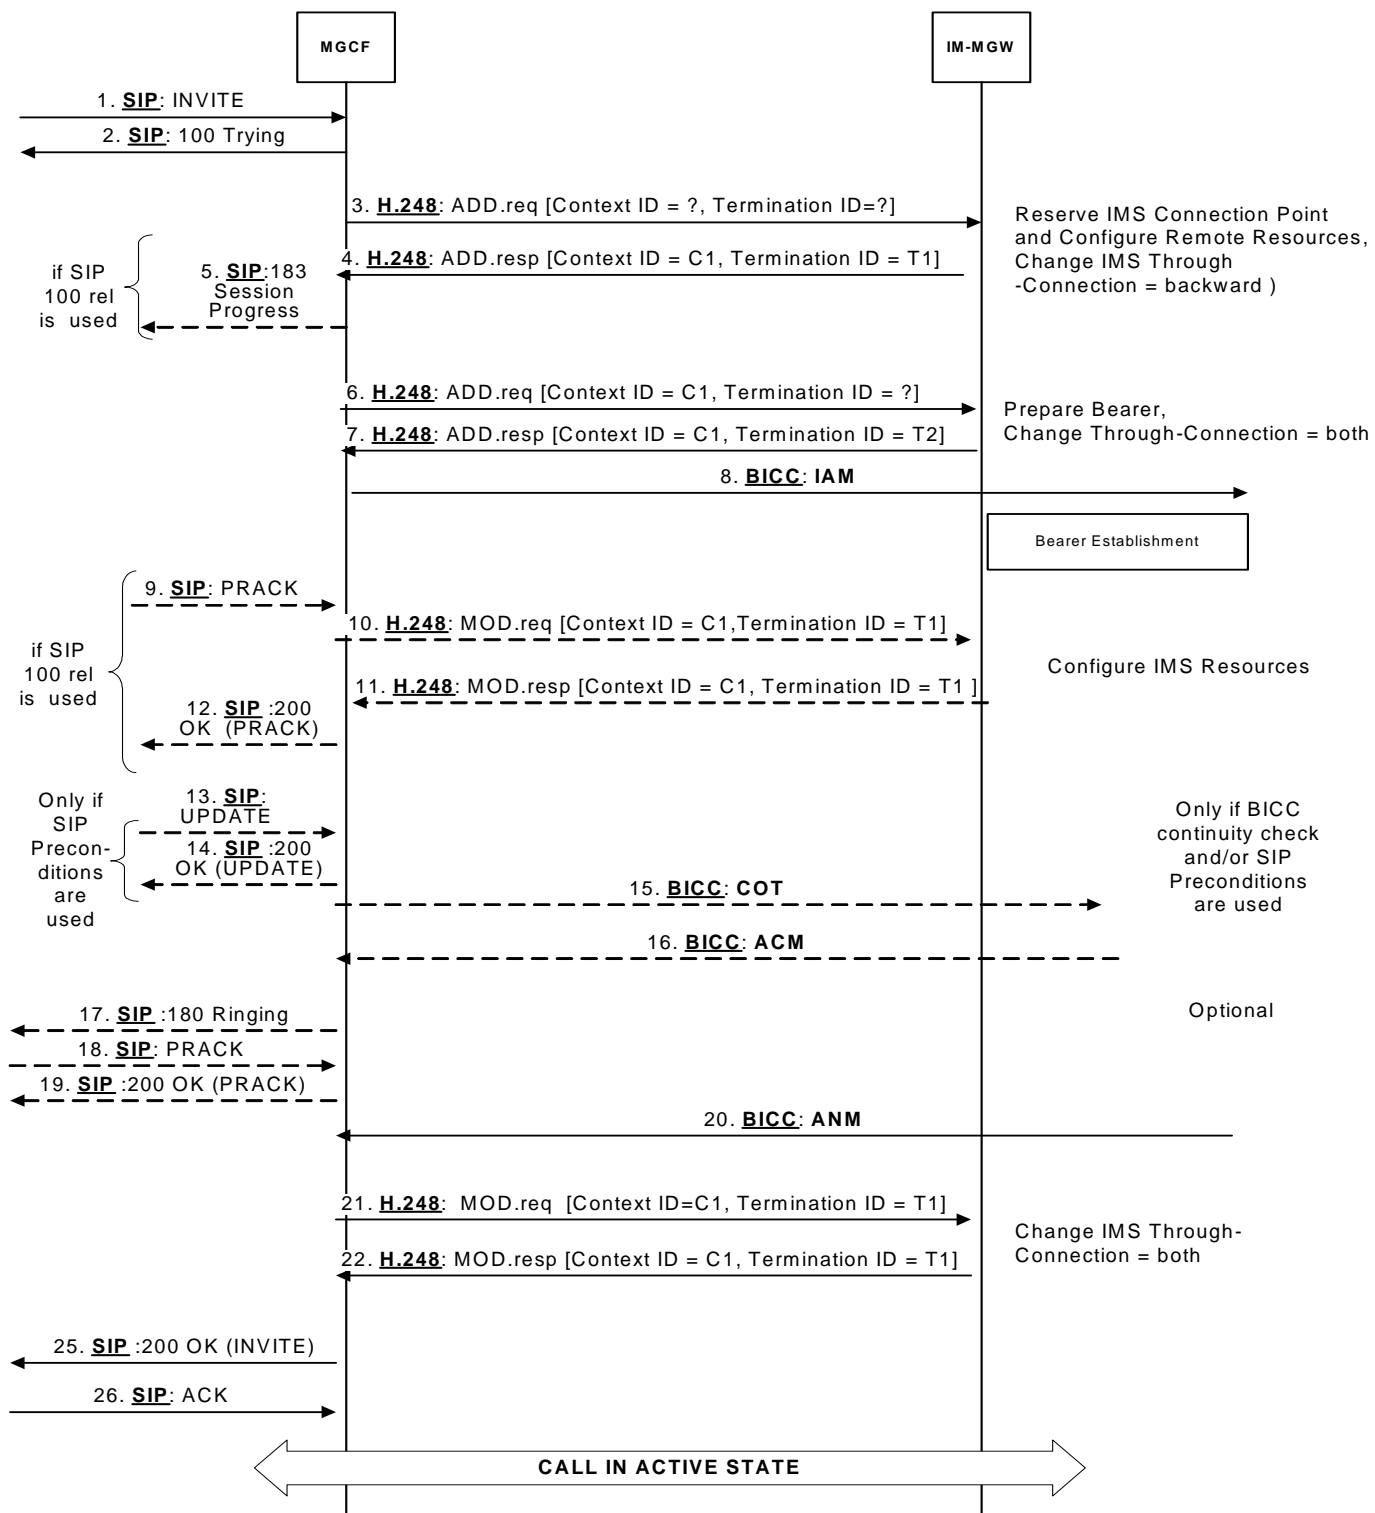 MGCF
IM-MGW
1. SIP: INVITE
2. SIP: 100 Trying
3. H.248: ADD.req [Context ID = ?, Termination ID=?]
Reserve IMS Connection Point
and Configure Remote Resources,
Change IMS Through
-Connection = backward )
4. H.248: ADD.resp [Context ID = C1, Termination ID = T1]
if SIP
100 rel
is used
5. SIP:183
Session
Progress
6. H.248: ADD.req [Context ID = C1, Termination ID = ?]
Prepare Bearer,
Change Through-Connection = both
7. H.248: ADD.resp [Context ID = C1, Termination ID = T2]
8. BICC: IAM
Bearer Establishment
9. SIP: PRACK
10. H.248: MOD.req [Context ID = C1,Termination ID = T1]
if SIP
100 rel
is used
Configure IMS Resources
11. H.248: MOD.resp [Context ID = C1, Termination ID = T1 ]
12. SIP :200
OK (PRACK)
Only if
SIP
Precon-
ditions
are
used
13. SIP:
UPDATE
14. SIP :200
OK (UPDATE)
Only if BICC
continuity check
and/or SIP
Preconditions
are used
15. BICC: COT
16. BICC: ACM
17. SIP :180 Ringing
Optional
18. SIP: PRACK
19. SIP :200 OK (PRACK)
20. BICC: ANM
21. H.248: MOD.req [Context ID=C1, Termination ID = T1]
Change IMS Through-
Connection = both
22. H.248: MOD.resp [Context ID = C1, Termination ID = T1]
25. SIP :200 OK (INVITE)
26. SIP: ACK
CALL IN ACTIVE STATE